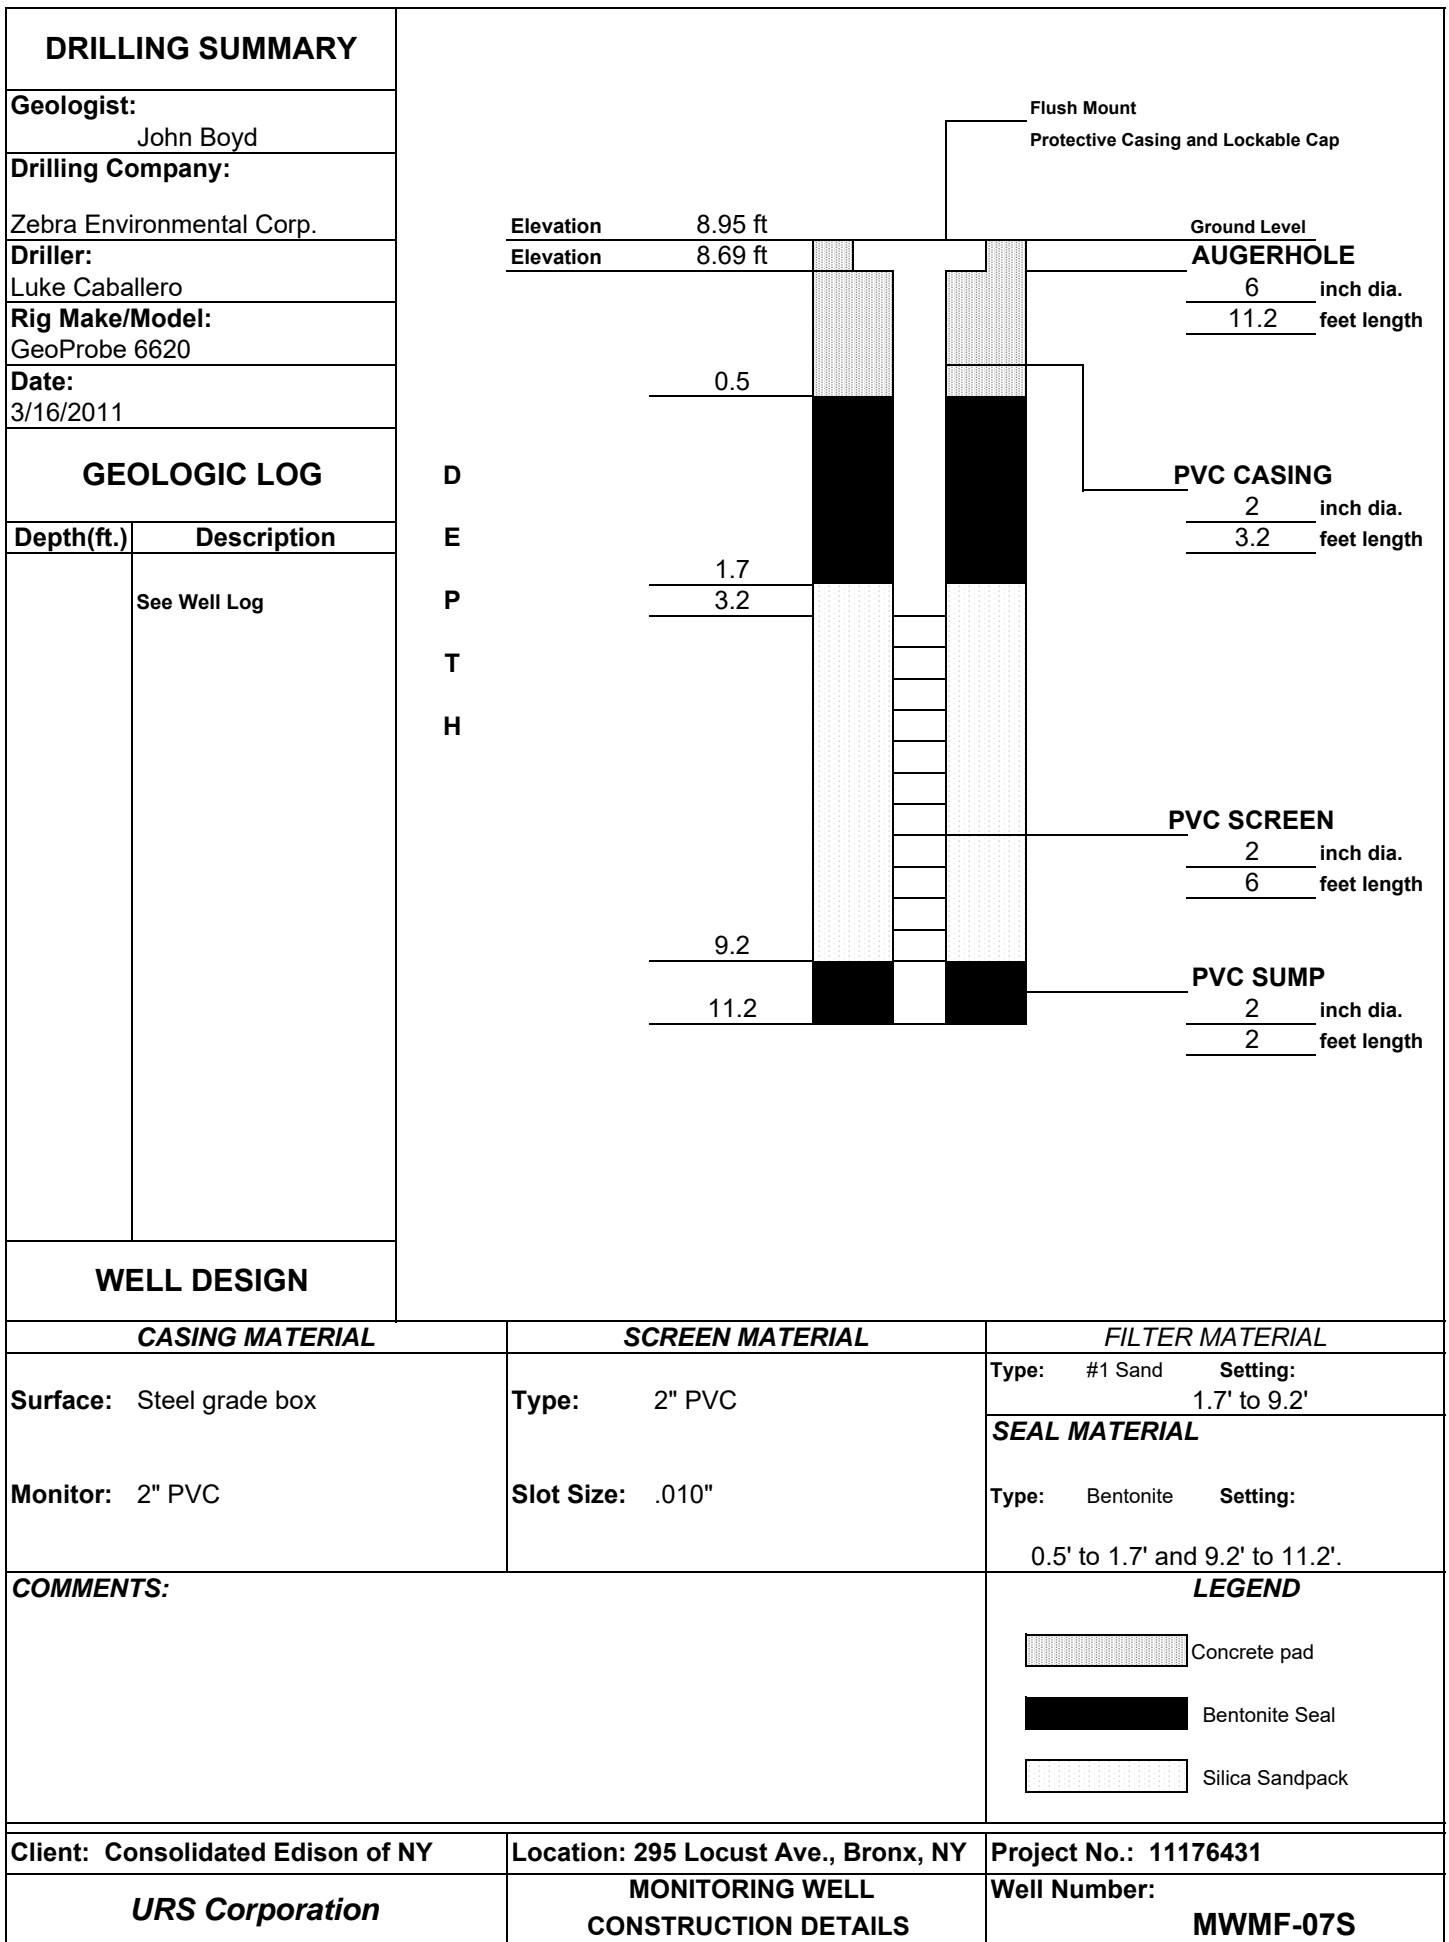 DRILLING SUMMARY
Geologist:
John Boyd
Drilling Company:
Zebra Environmental Corp.
Driller:
Luke Caballero
Rig Make/Model:
GeoProbe 6620
Date:
3/16/2011
GEOLOGIC LOG
Depth(ft.) Description
See Well Log
WELL DESIGN
Flush Mount
Protective Casing and Lockable Cap
Elevation 8.95 ft
Ground Level
Elevation 8.69 ft
AUGERHOLE
6 inch dia.
11.2 feet length
0.5
D
E
P
T
H
PVC CASING
2 inch dia.
3.2 feet length
1.7
3.2
PVC SCREEN
2 inch dia.
6 feet length
9.2
PVC SUMP
11.2
2 inch dia.
2 feet length
CASING MATERIAL
Surface: Steel grade box
Monitor: 2" PVC
SCREEN MATERIAL
Type: 2" PVC
Slot Size: .010"
FILTER MATERIAL
Type: #1 Sand Setting:
1.7' to 9.2'
SEAL MATERIAL
Type: Bentonite Setting:
0.5' to 1.7' and 9.2' to 11.2'.
COMMENTS:
LEGEND
Concrete pad
Bentonite Seal
Silica Sandpack
Client: Consolidated Edison of NY
Location: 295 Locust Ave., Bronx, NY
Project No.: 11176431
URS Corporation
MONITORING WELL
CONSTRUCTION DETAILS
Well Number:
MWMF-07S